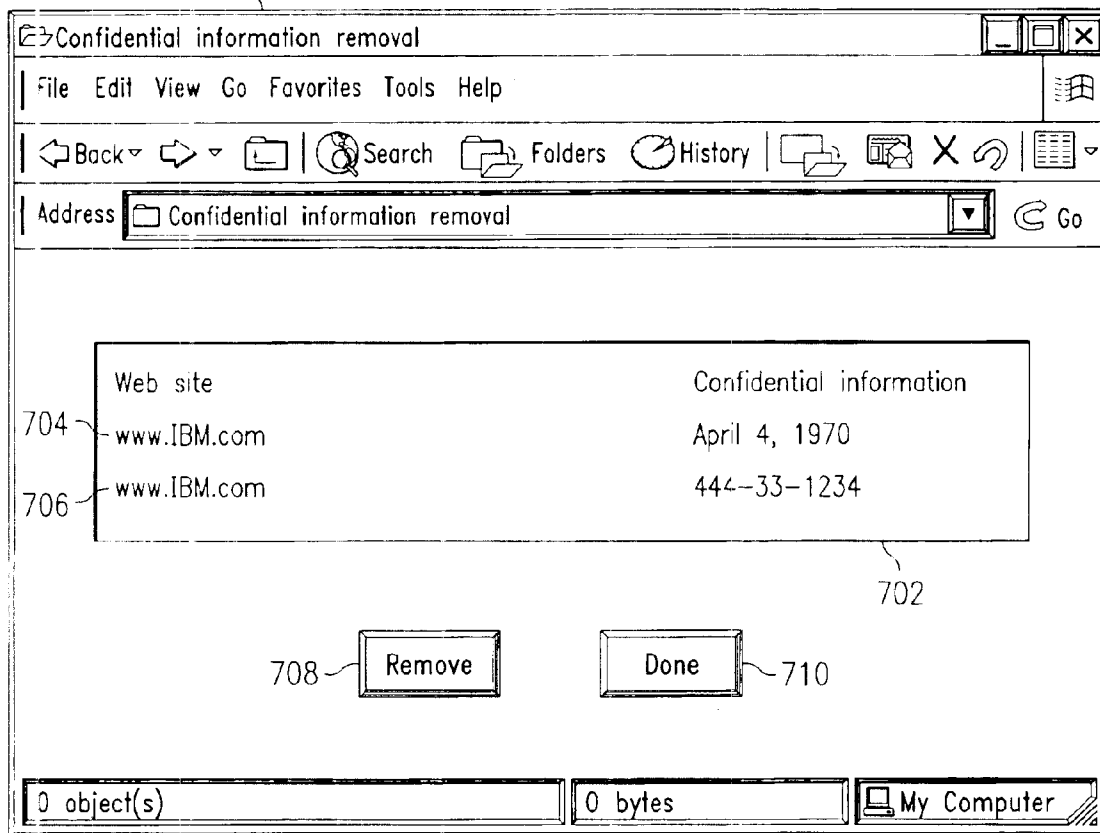 Confidential information removal
File Edit View Go Favorites Tools Help
Back Search Folders History
Address Confidential information removal Go
Web site Confidential information
704 www.IBM.com April 4, 1970
706 www.IBM.com 444-33-1234
702
708 Remove Done 710
0 object(s) 0 bytes My Computer